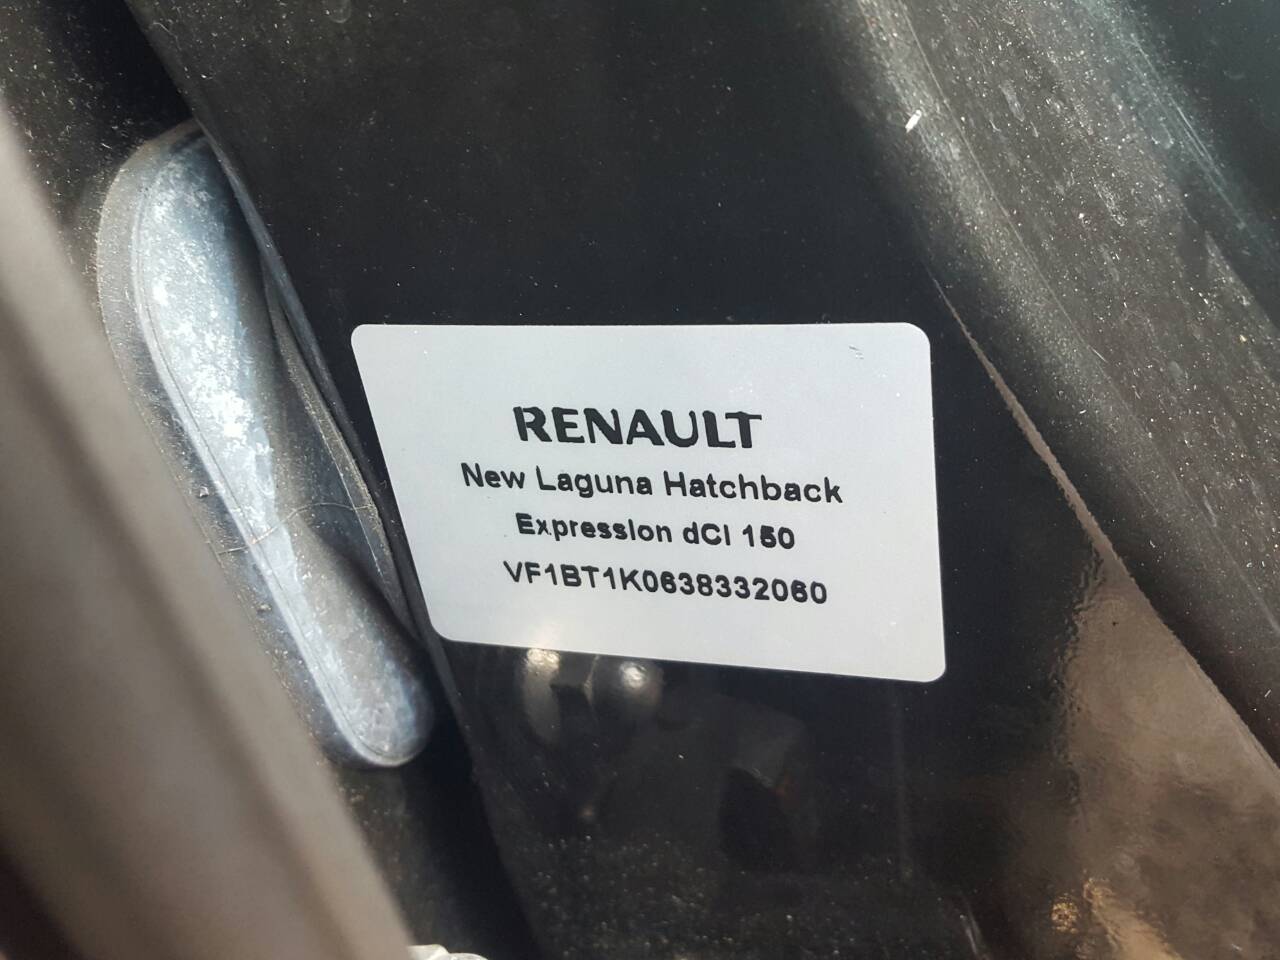 RENAULT
New Laguna Hatchback
Expression dCI 150
VF1BT1K0638332060